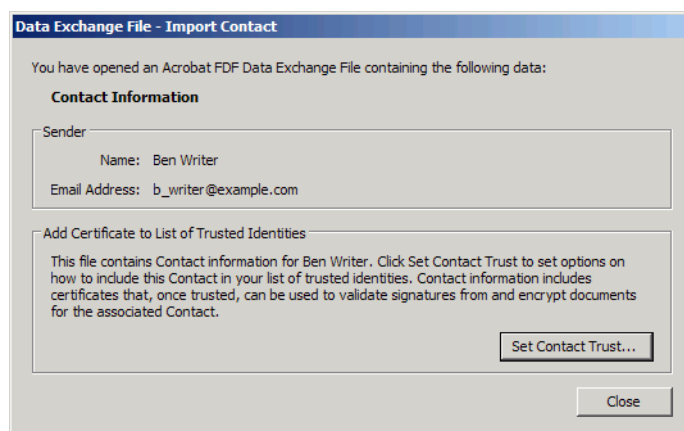 Data Exchange File - Import Contact
You have opened an Acrobat FDF Data Exchange File containing the following data:
Contact Information
Sender
Name: Ben Writer
Email Address: b_writer@example.com
Add Certificate to List of Trusted Identities
This file contains Contact information for Ben Writer. Click Set Contact Trust to set options on
how to include this Contact in your list of trusted identities. Contact information includes
certificates that, once trusted, can be used to validate signatures from and encrypt documents
for the associated Contact.
Set Contact Trust...
Close